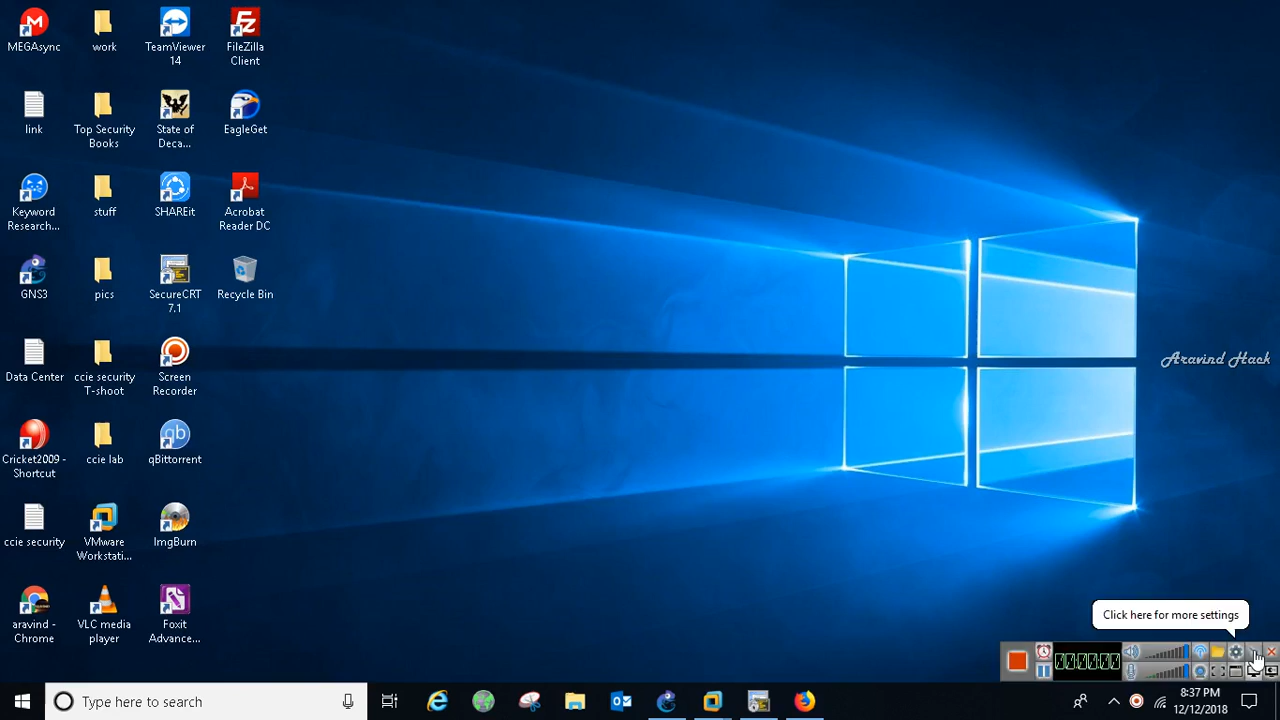 MEGAsync
work
TeamViewer
14
FileZilla
Client
link
Top Security
Books
State of
Deca...
EagleGet
Keyword
Research...
stuff
SHAREit
Acrobat
Reader DC
GNS3
pics
SecureCRT
7.1
Recycle Bin
Data Center
ccie security
T-shoot
Screen
Recorder
Cricket2009 -
Shortcut
ccie lab
qb
qBittorrent
ccie security
VMware
Workstati...
ImgBurn
aravind -
Chrome
VLC media
player
Foxit
Advance...
Aravind Hack
Click here for more settings
Type here to search
8:37 PM
12/12/2018